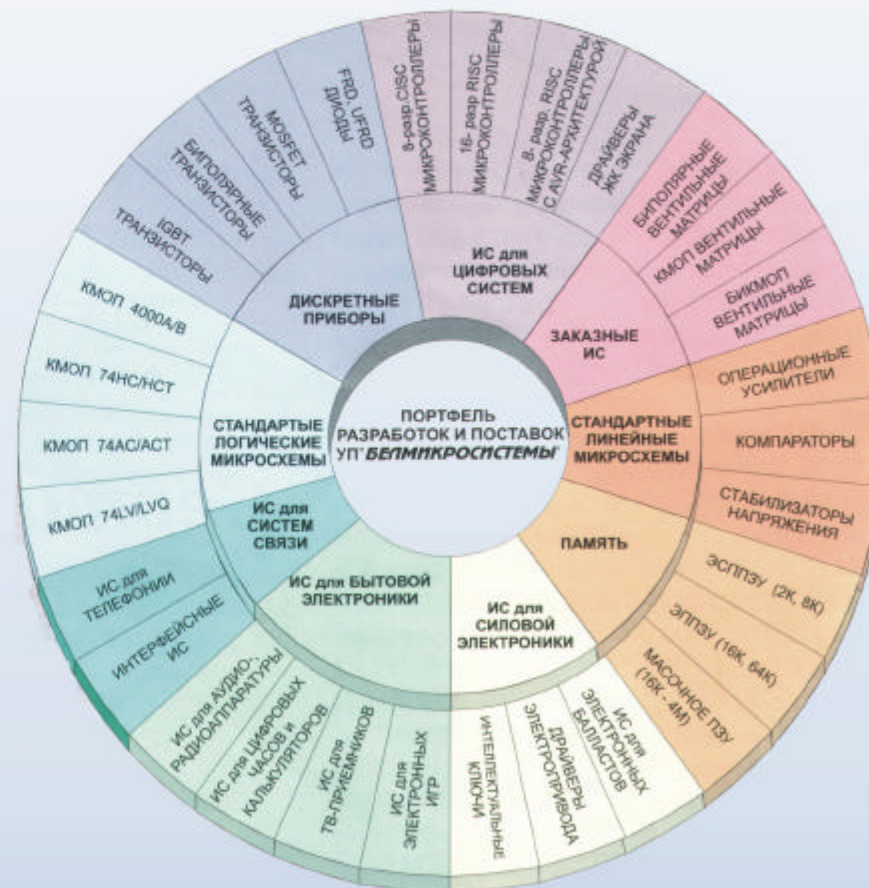 ПОРТФЕЛЬ
РАЗРАБОТОК И ПОСТАВОК
УП"БЕЛМИКРОСИСТЕМЫ"
ИС для
ЦИФРОВЫХ
СИСТЕМ
8-разр.CISC
МИКРОКОНТРОЛЛЕРЫ
16- разр RISC
МИКРОКОНТРОЛЛЕРЫ
8- разр. RISC
МИКРОКОНТРОЛЛЕРЫ
С AVR-АРХИТЕКТУРОЙ
ДРАЙВЕРЫ
ЖК ЭКРАНА
ЗАКАЗНЫЕ
ИС
БИПОЛЯРНЫЕ
ВЕНТИЛЬНЫЕ
МАТРИЦЫ
КМОП ВЕНТИЛЬНЫЕ
МАТРИЦЫ
БИКМОП
ВЕНТИЛЬНЫЕ
МАТРИЦЫ
СТАНДАРТНЫЕ
ЛИНЕЙНЫЕ
МИКРОСХЕМЫ
ОПЕРАЦИОННЫЕ
УСИЛИТЕЛИ
КОМПАРАТОРЫ
СТАБИЛИЗАТОРЫ
НАПРЯЖЕНИЯ
ПАМЯТЬ
ЭСППЗУ (2К, 8К)
ЭППЗУ (16К, 64К)
МАСОЧНОЕ ПЗУ
(16К - 4М)
ИС для
СИЛОВОЙ
ЭЛЕКТРОНИКИ
ИС для
ЭЛЕКТРОННЫХ
БАЛЛАСТОВ
ДРАЙВЕРЫ
ЭЛЕКТРОПРИВОДА
ИНТЕЛЛЕКТУАЛЬНЫЕ
КЛЮЧИ
ИС для БЫТОВОЙ
ЭЛЕКТРОНИКИ
ИС для
ЭЛЕКТРОННЫХ
ИГР
ИС для
ТВ-ПРИЕМНИКОВ
ИС для ЦИФРОВЫХ
ЧАСОВ и
КАЛЬКУЛЯТОРОВ
ИС для АУДИО-,
РАДИОАППАРАТУРЫ
ИС для
СИСТЕМ
СВЯЗИ
ИНТЕРФЕЙСНЫЕ
ИС
ИС для
ТЕЛЕФОНИИ
СТАНДАРТЫЕ
ЛОГИЧЕСКИЕ
МИКРОСХЕМЫ
КМОП 74LV/LVQ
КМОП 74AC/ACT
КМОП 74HC/HCT
КМОП 4000A/B
ДИСКРЕТНЫЕ
ПРИБОРЫ
IGBT
ТРАНЗИСТОРЫ
БИПОЛЯРНЫЕ
ТРАНЗИСТОРЫ
MOSFET
ТРАНЗИСТОРЫ
FRD, UFRD
ДИОДЫ